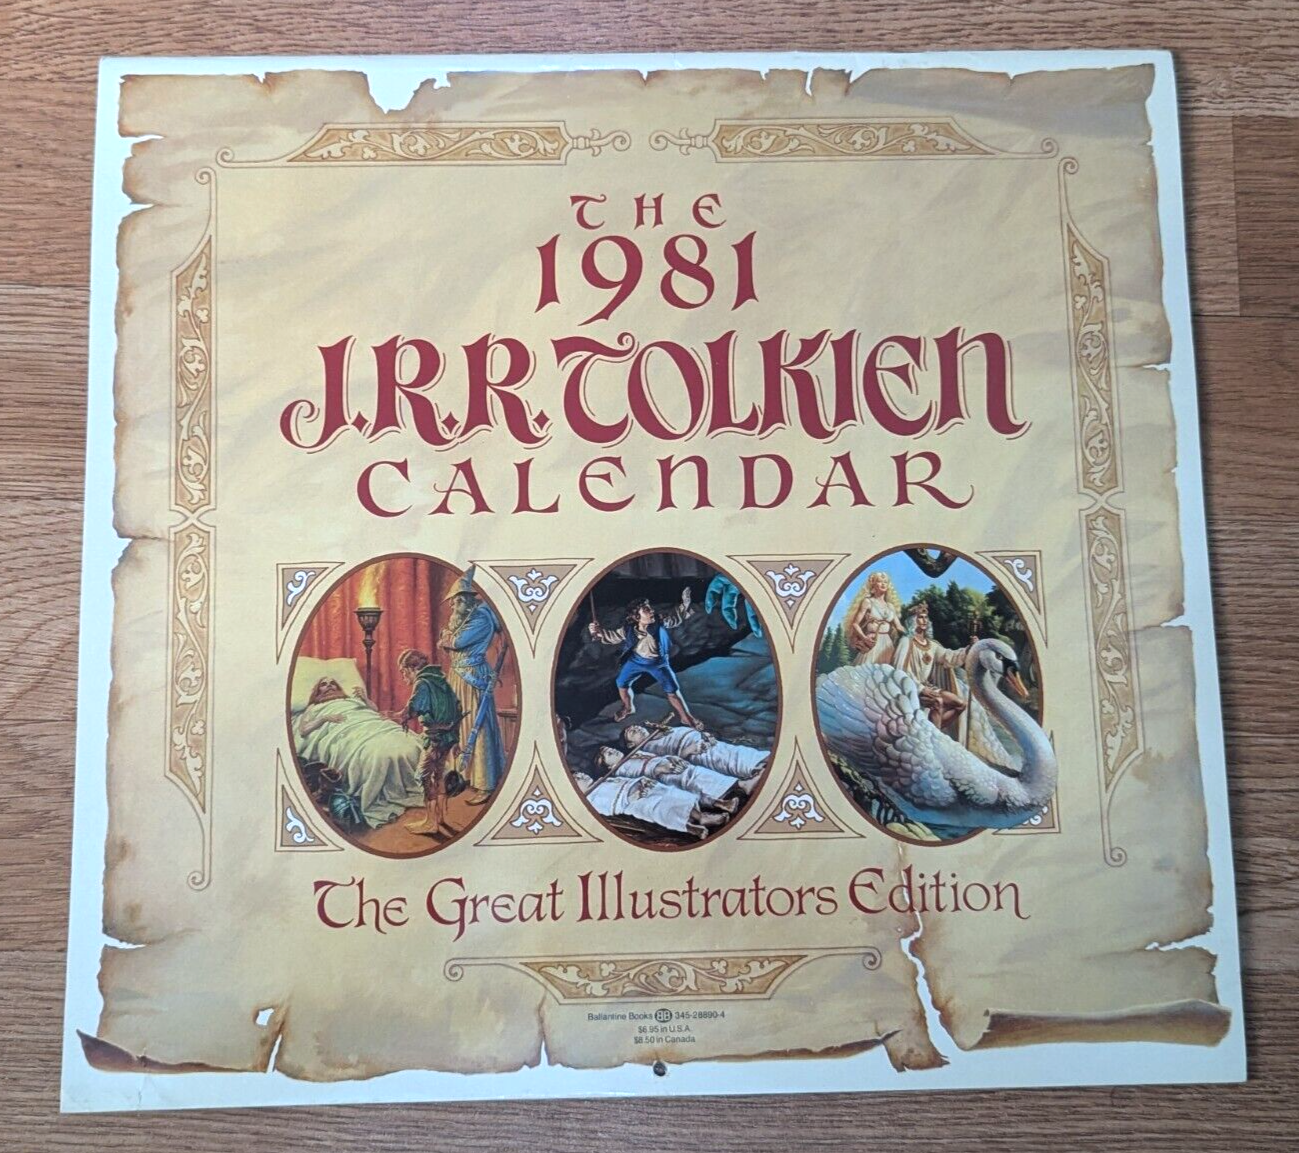 THE
1981
J.R.R. TOLKIEN
CALENDAR
The Great Illustrators Edition
Ballantine Books BB 345-28890-4
$6.95 in U.S.A.
$8.50 in Canada